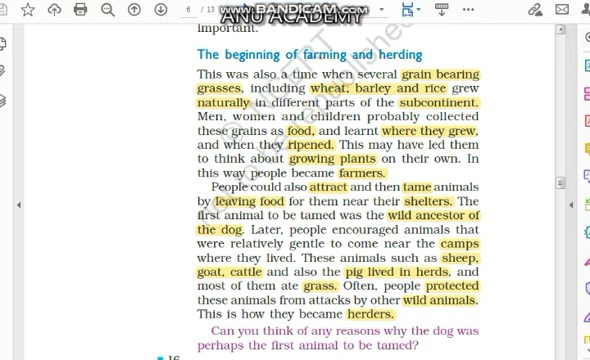 6 / 13
WWW.BANDICAM.COM
ANU ACADEMY
important.
The beginning of farming and herding
This was also a time when several grain bearing
grasses, including wheat, barley and rice grew
naturally in different parts of the subcontinent.
Men, women and children probably collected
these grains as food, and learnt where they grew,
and when they ripened. This may have led them
to think about growing plants on their own. In
this way people became farmers.
People could also attract and then tame animals
by leaving food for them near their shelters. The
first animal to be tamed was the wild ancestor of
the dog. Later, people encouraged animals that
were relatively gentle to come near the camps
where they lived. These animals such as sheep,
goat, cattle and also the pig lived in herds, and
most of them ate grass. Often, people protected
these animals from attacks by other wild animals.
This is how they became herders.
Can you think of any reasons why the dog was
perhaps the first animal to be tamed?
16